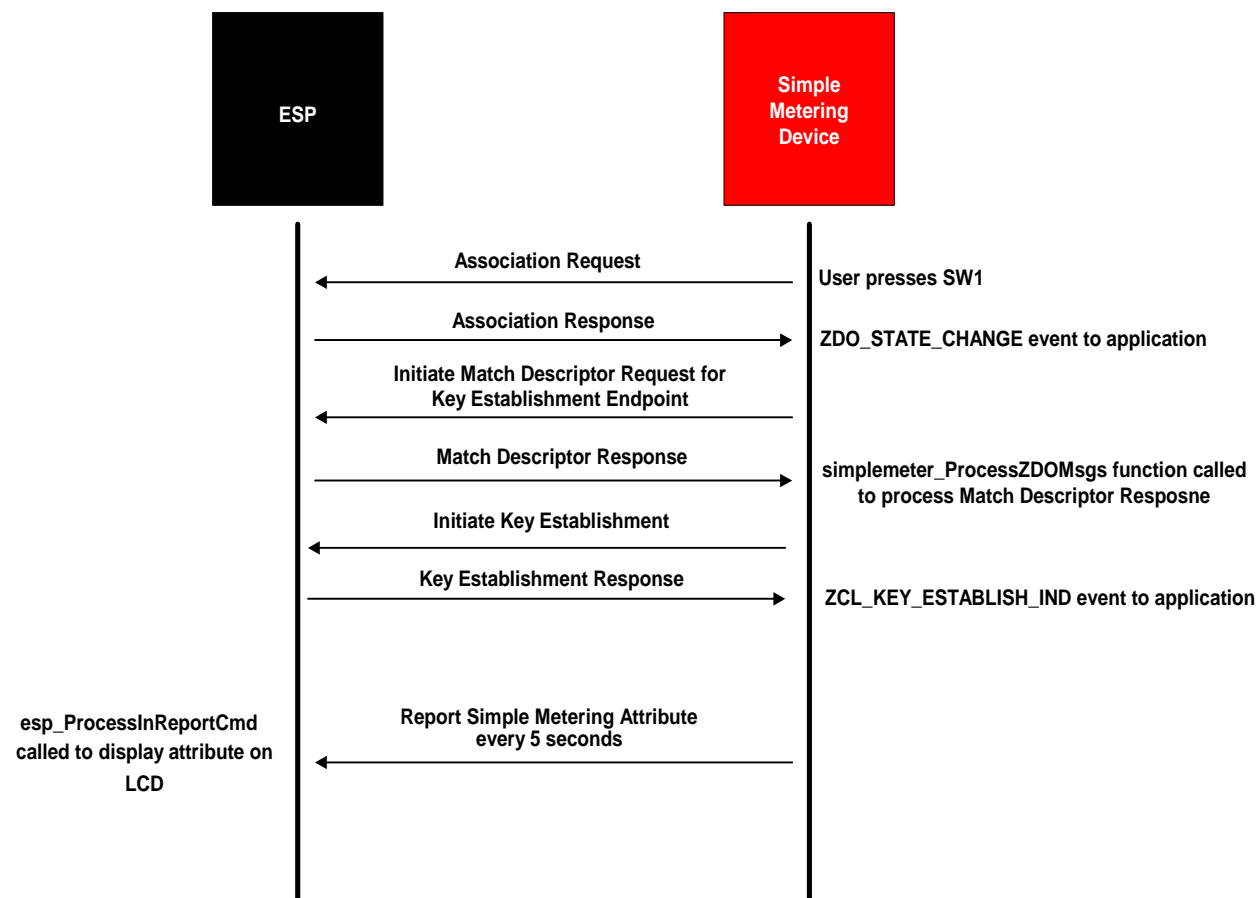 ESP
Simple
Metering
Device
Association Request
User presses SW1
Association Response
ZDO_STATE_CHANGE event to application
Initiate Match Descriptor Request for
Key Establishment Endpoint
Match Descriptor Response
simplemeter_ProcessZDOMsgs function called
to process Match Descriptor Resposne
Initiate Key Establishment
Key Establishment Response
ZCL_KEY_ESTABLISH_IND event to application
esp_ProcessInReportCmd
called to display attribute on
LCD
Report Simple Metering Attribute
every 5 seconds